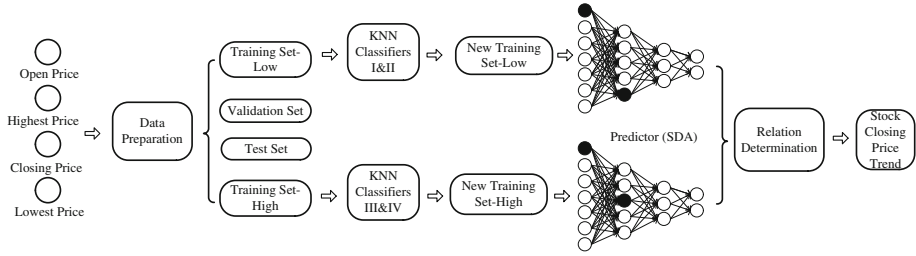 Open Price
Highest Price
Closing Price
Lowest Price
Data
Preparation
Training Set-
Low
Validation Set
Test Set
Training Set-
High
KNN
Classifiers
I&II
KNN
Classifiers
III&IV
New Training
Set-Low
New Training
Set-High
Predictor (SDA)
Relation
Determination
Stock
Closing
Price
Trend